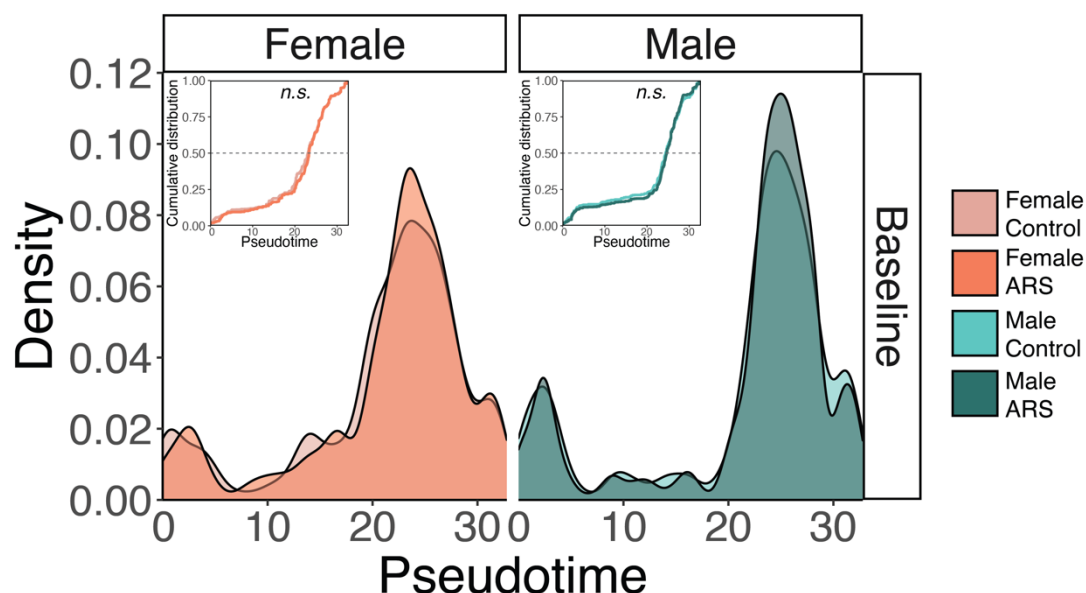 Female
Male
0.12
0.10
0.08
0.06
0.04
0.02
0.00
Density
1.00
0.75
0.50
0.25
0.00
Cumulative distribution
n.s.
0
10
20
30
Pseudotime
1.00
0.75
0.50
0.25
0.00
Cumulative distribution
n.s.
0
10
20
30
Pseudotime
0
10
20
30
0
10
20
30
Pseudotime
Baseline
Female
Control
Female
ARS
Male
Control
Male
ARS